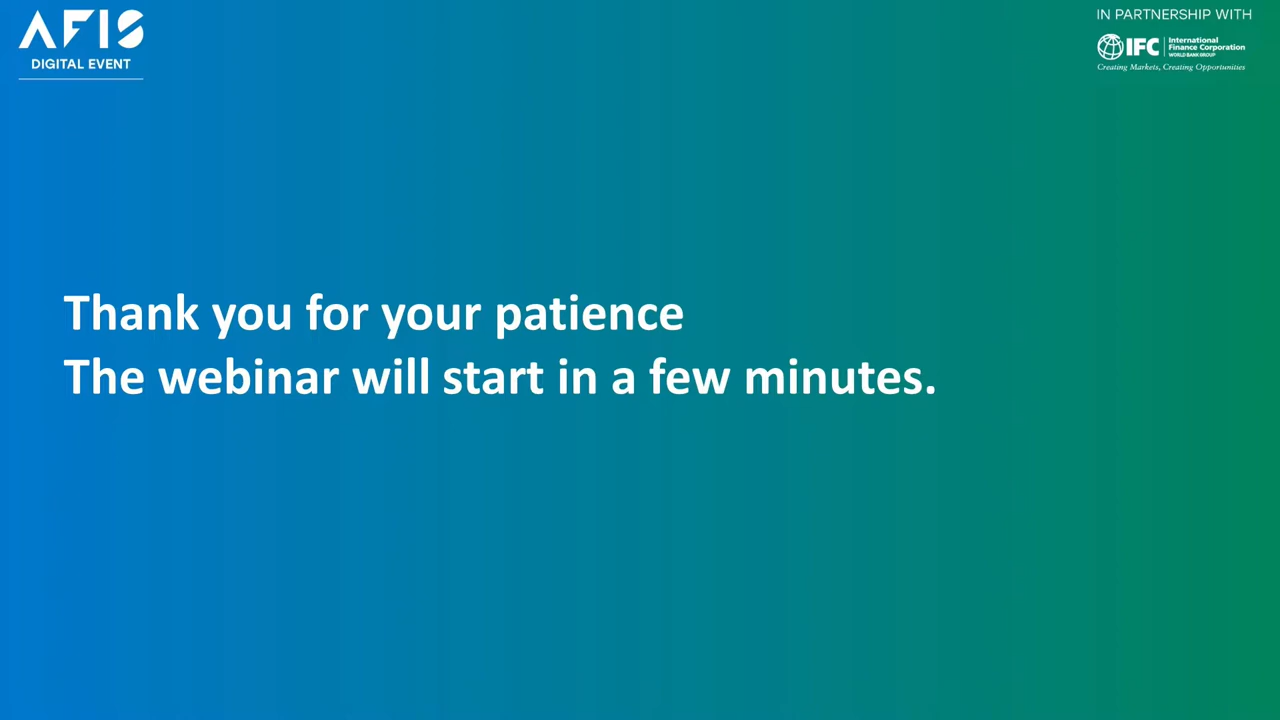 AFIS
DIGITAL EVENT
IN PARTNERSHIP WITH
IFC
International
Finance Corporation
WORLD BANK GROUP
Creating Markets, Creating Opportunities
Thank you for your patience
The webinar will start in a few minutes.